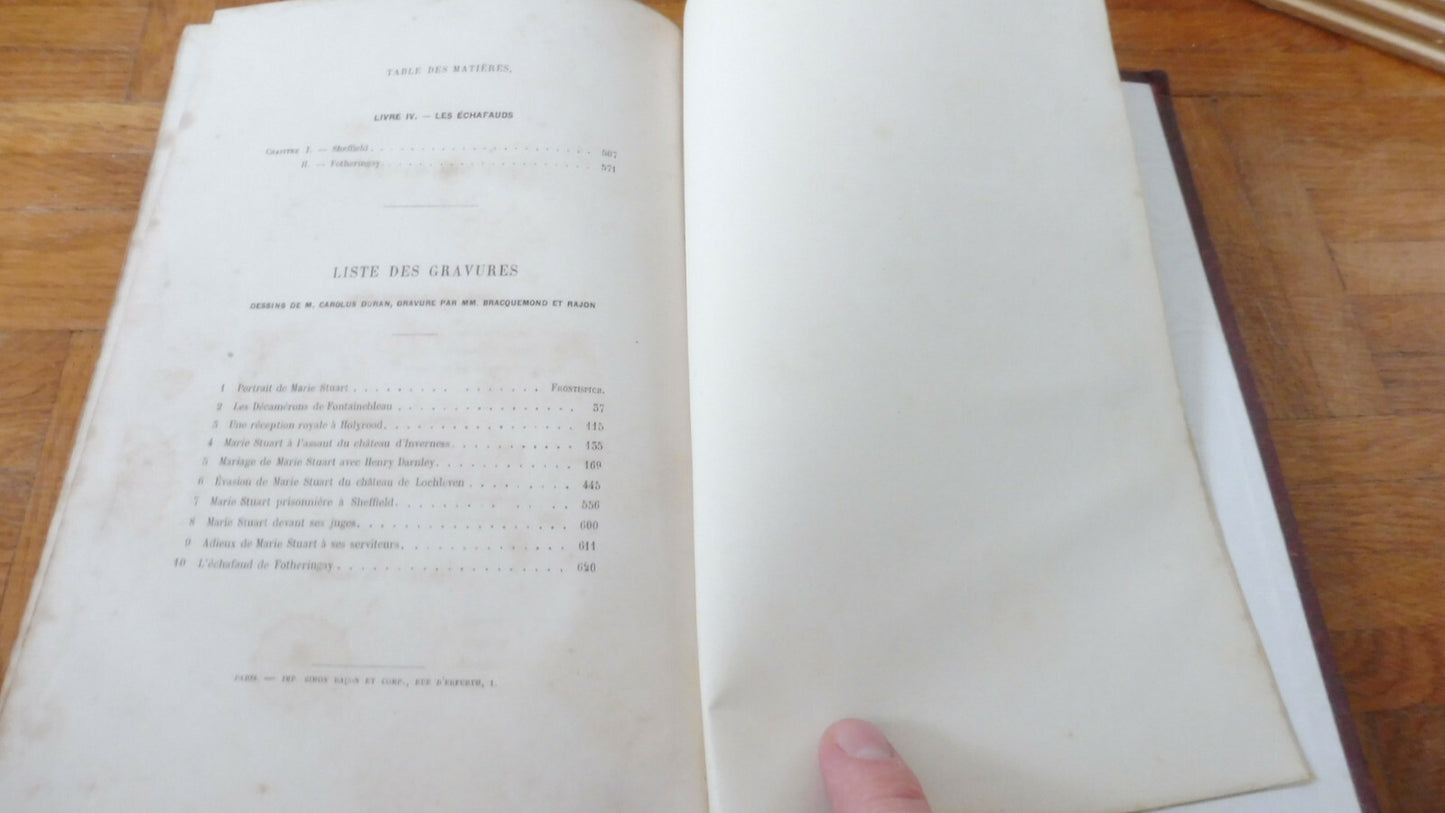 TABLE DES MATIÈRES.
LIVRE IV. — LES ÉCHAFAUDS
CHAPITRE I. — Sheffield. . . . . . . . . . . . . . . . . . . . 507
II. — Fotheringay. . . . . . . . . . . . . . . . . . . . 571
LISTE DES GRAVURES
DESSINS DE M. CAROLUS DURAN, GRAVURE PAR MM. BRACQUEMOND ET RAJON
1 Portrait de Marie Stuart. . . . . . . . . . . . . . FRONTISPICE.
2 Les Décamérons de Fontainebleau . . . . . . . . . . . . . . . 37
3 Une réception royale à Holyrood. . . . . . . . . . . . . . . 115
4 Marie Stuart à l'assaut du château d'Inverness. . . . . . . . . 135
5 Mariage de Marie Stuart avec Henry Darnley. . . . . . . . . . . 169
6 Évasion de Marie Stuart du château de Lochleven . . . . . . . . 445
7 Marie Stuart prisonnière à Sheffield. . . . . . . . . . . . 556
8 Marie Stuart devant ses juges. . . . . . . . . . . . . . . . . 600
9 Adieux de Marie Stuart à ses serviteurs. . . . . . . . . . . . 611
10 L'échafaud de Fotheringay. . . . . . . . . . . . . . . . . . 620
PARIS. — IMP. SIMON RAÇON ET COMP., RUE D'ERFURTH, 1.